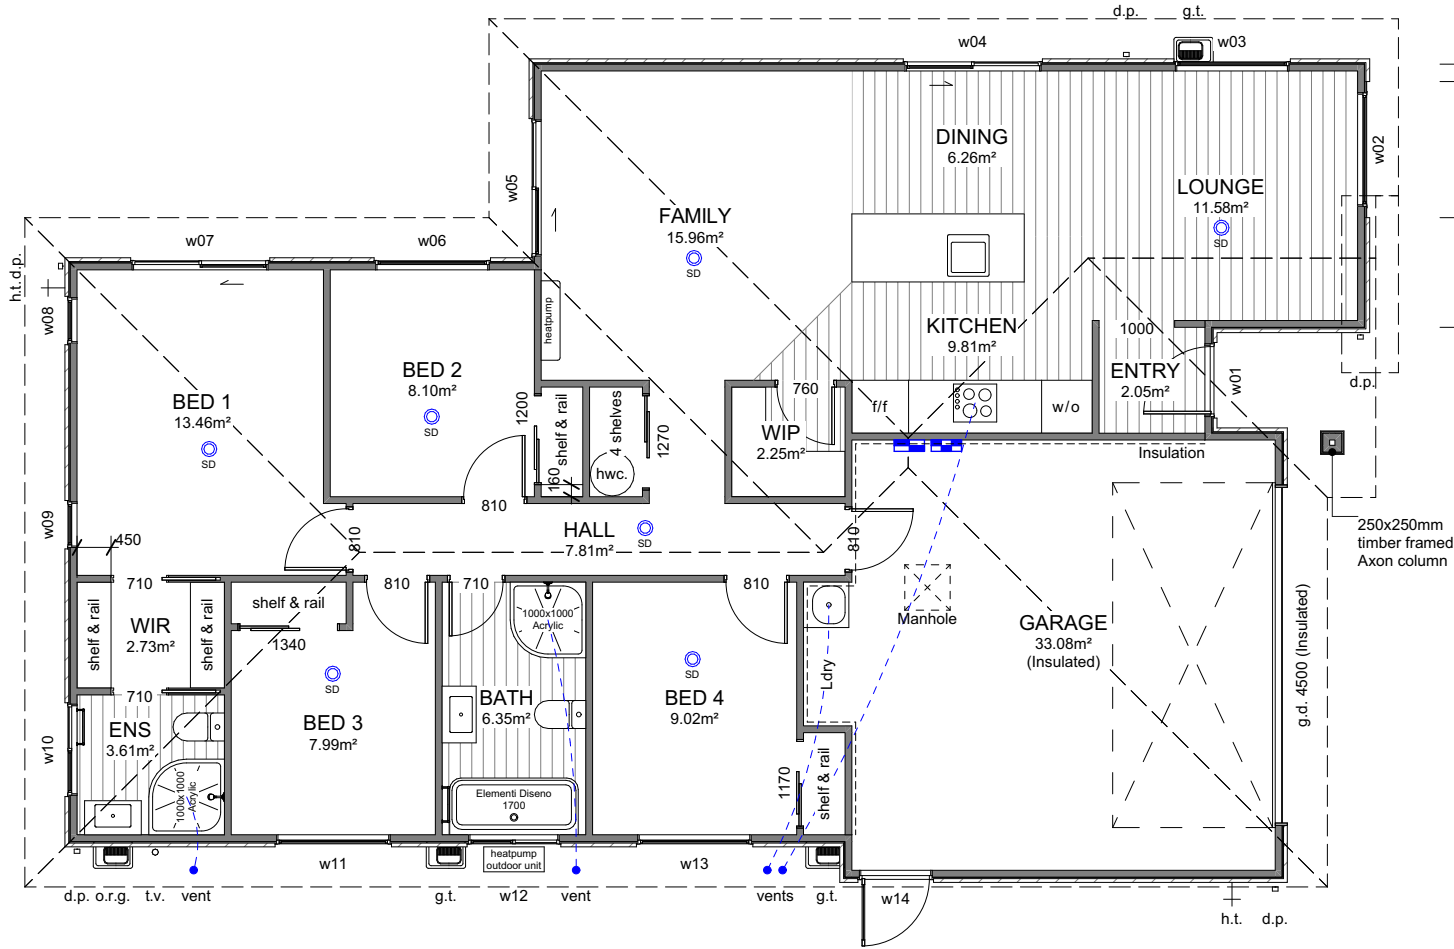 d.p.
g.t.
w04
w03
DINING
6.26m²
w02
w05
LOUNGE
11.58m²
SD
FAMILY
15.96m²
SD
w07
w06
h.t.
d.p.
w08
heatpump
KITCHEN
9.81m²
1000
ENTRY
2.05m²
w01
d.p.
BED 2
8.10m²
SD
BED 1
13.46m²
SD
1200
shelf & rail
160
4 shelves
hwc.
1270
760
WIP
2.25m²
f/f
w/o
Insulation
810
HALL
7.81m²
SD
810
810
w09
450
250x250mm
timber framed
Axon column
710
810
710
810
shelf & rail
WIR
2.73m²
shelf & rail
shelf & rail
1340
1000x1000
Acrylic
Manhole
GARAGE
33.08m²
(Insulated)
g.d. 4500 (Insulated)
Ldry
SD
SD
710
ENS
3.61m²
BED 3
7.99m²
BATH
6.35m²
BED 4
9.02m²
w10
1000x1000
Acrylic
Elementi Diseno
1700
1170
shelf & rail
w11
heatpump
outdoor unit
w13
d.p.
o.r.g.
t.v.
vent
g.t.
w12
vent
vents
g.t.
w14
h.t.
d.p.